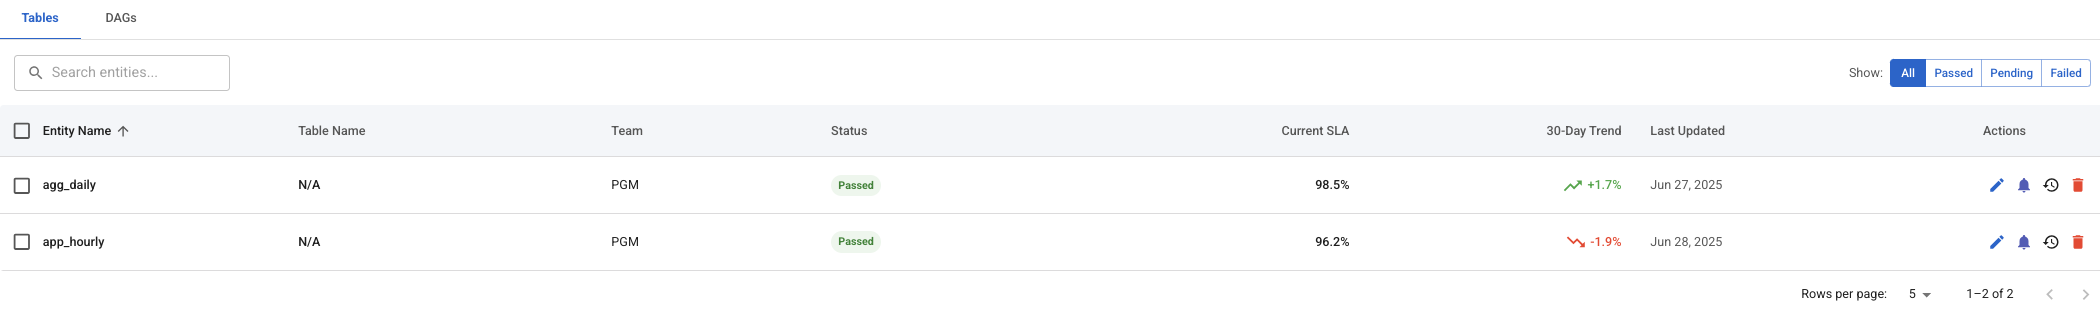 Tables DAGs
Search entities...
Show: All Passed Pending Failed
Entity Name Table Name Team Status Current SLA 30-Day Trend Last Updated Actions
agg_daily N/A PGM Passed 98.5% +1.7% Jun 27, 2025
app_hourly N/A PGM Passed 96.2% -1.9% Jun 28, 2025
Rows per page: 5 1–2 of 2